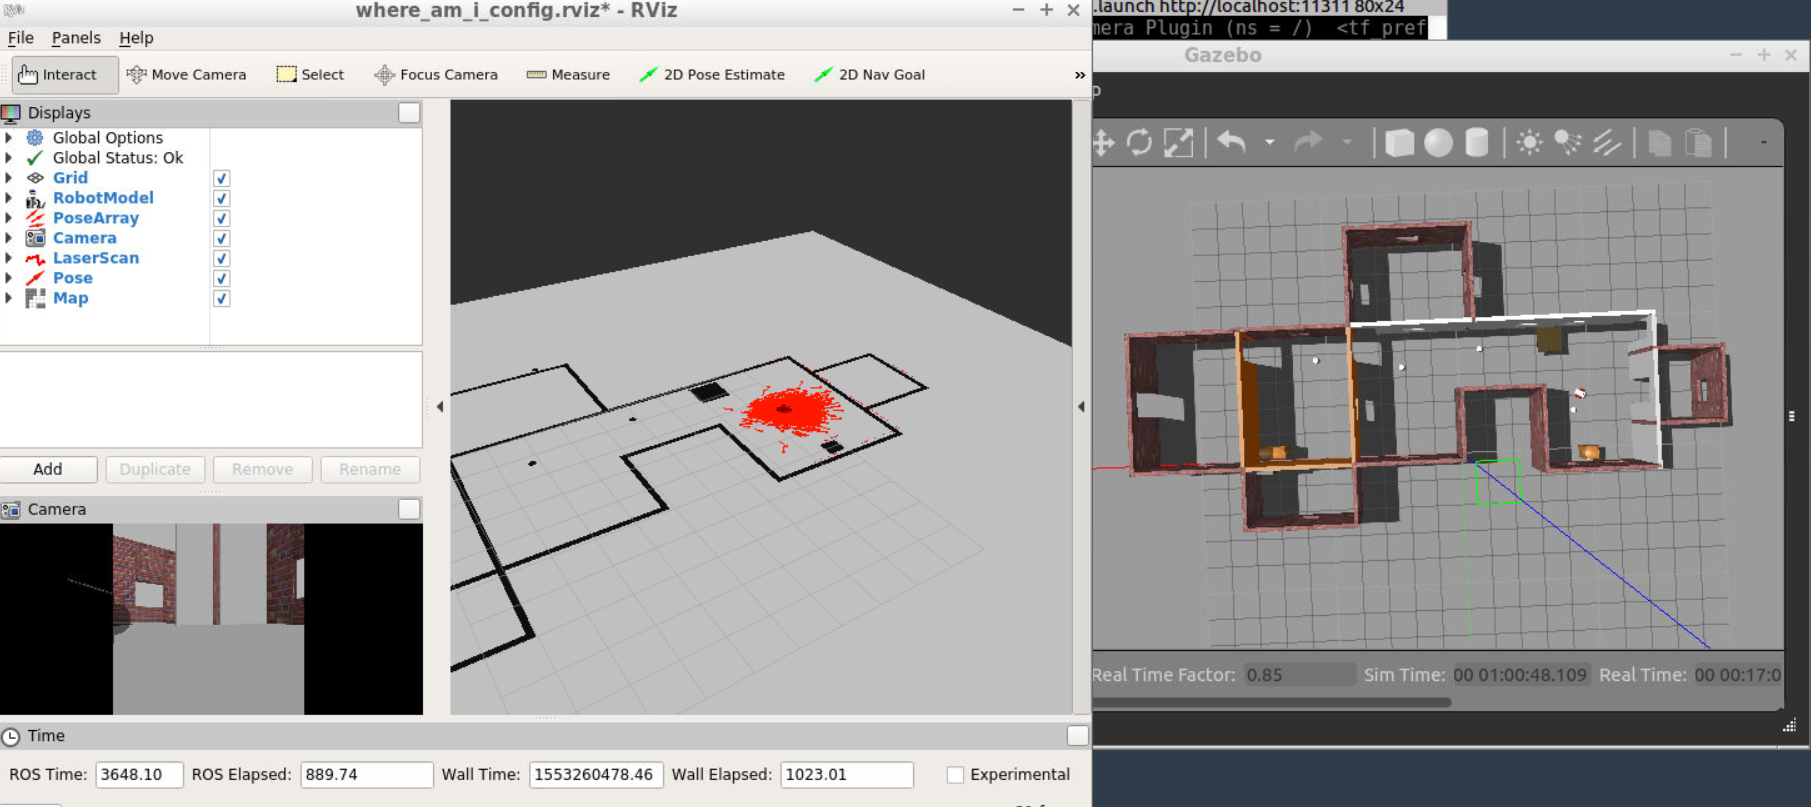 where_am_i_config.rviz* - RViz
File Panels Help
Interact Move Camera Select Focus Camera Measure 2D Pose Estimate 2D Nav Goal »
Displays
Global Options
Global Status: Ok
Grid
RobotModel
PoseArray
Camera
LaserScan
Pose
Map
Add Duplicate Remove Rename
Camera
Time
ROS Time: 3648.10 ROS Elapsed: 889.74 Wall Time: 1553260478.46 Wall Elapsed: 1023.01 Experimental
.launch http://localhost:11311 80x24
mera Plugin (ns = /) <tf_pref
Gazebo
p
Real Time Factor: 0.85 Sim Time: 00 01:00:48.109 Real Time: 00 00:17:0